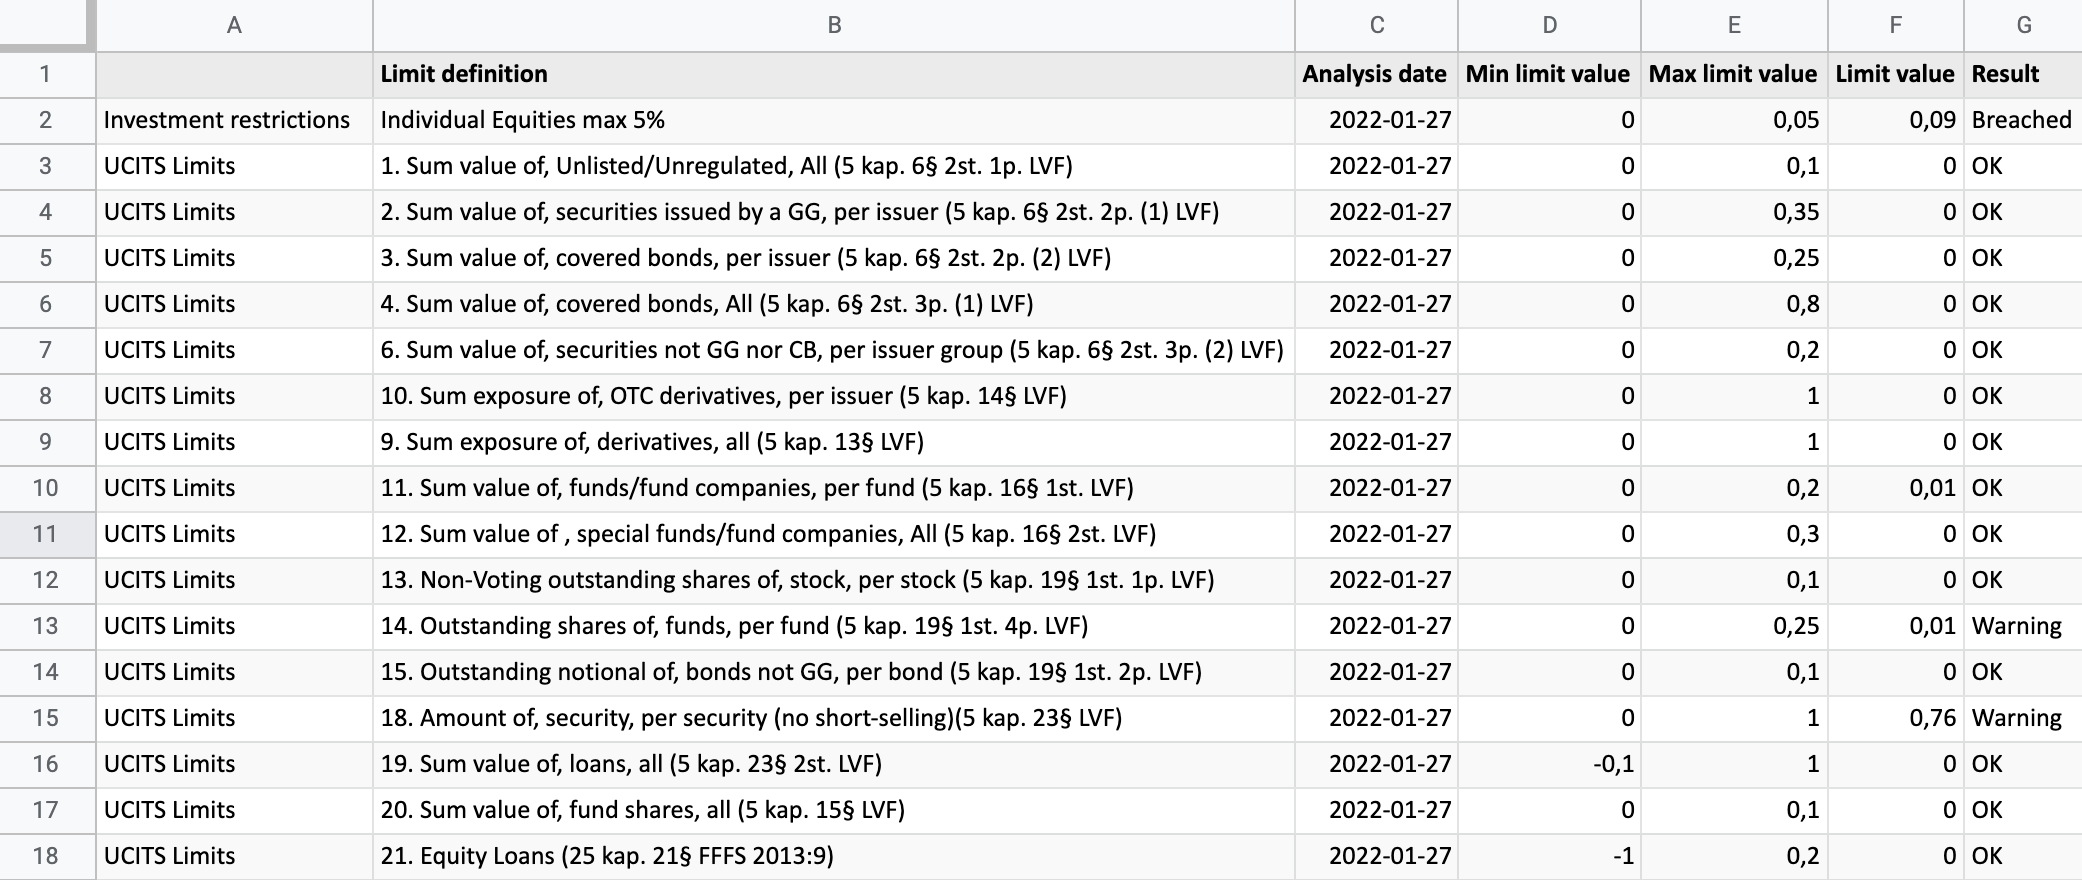 A B C D E F G
1 Limit definition Analysis date Min limit value Max limit value Limit value Result
2 Investment restrictions Individual Equities max 5% 2022-01-27 0 0,05 0,09 Breached
3 UCITS Limits 1. Sum value of, Unlisted/Unregulated, All (5 kap. 6§ 2st. 1p. LVF) 2022-01-27 0 0,1 0 OK
4 UCITS Limits 2. Sum value of, securities issued by a GG, per issuer (5 kap. 6§ 2st. 2p. (1) LVF) 2022-01-27 0 0,35 0 OK
5 UCITS Limits 3. Sum value of, covered bonds, per issuer (5 kap. 6§ 2st. 2p. (2) LVF) 2022-01-27 0 0,25 0 OK
6 UCITS Limits 4. Sum value of, covered bonds, All (5 kap. 6§ 2st. 3p. (1) LVF) 2022-01-27 0 0,8 0 OK
7 UCITS Limits 6. Sum value of, securities not GG nor CB, per issuer group (5 kap. 6§ 2st. 3p. (2) LVF) 2022-01-27 0 0,2 0 OK
8 UCITS Limits 10. Sum exposure of, OTC derivatives, per issuer (5 kap. 14§ LVF) 2022-01-27 0 1 0 OK
9 UCITS Limits 9. Sum exposure of, derivatives, all (5 kap. 13§ LVF) 2022-01-27 0 1 0 OK
10 UCITS Limits 11. Sum value of, funds/fund companies, per fund (5 kap. 16§ 1st. LVF) 2022-01-27 0 0,2 0,01 OK
11 UCITS Limits 12. Sum value of , special funds/fund companies, All (5 kap. 16§ 2st. LVF) 2022-01-27 0 0,3 0 OK
12 UCITS Limits 13. Non-Voting outstanding shares of, stock, per stock (5 kap. 19§ 1st. 1p. LVF) 2022-01-27 0 0,1 0 OK
13 UCITS Limits 14. Outstanding shares of, funds, per fund (5 kap. 19§ 1st. 4p. LVF) 2022-01-27 0 0,25 0,01 Warning
14 UCITS Limits 15. Outstanding notional of, bonds not GG, per bond (5 kap. 19§ 1st. 2p. LVF) 2022-01-27 0 0,1 0 OK
15 UCITS Limits 18. Amount of, security, per security (no short-selling)(5 kap. 23§ LVF) 2022-01-27 0 1 0,76 Warning
16 UCITS Limits 19. Sum value of, loans, all (5 kap. 23§ 2st. LVF) 2022-01-27 -0,1 1 0 OK
17 UCITS Limits 20. Sum value of, fund shares, all (5 kap. 15§ LVF) 2022-01-27 0 0,1 0 OK
18 UCITS Limits 21. Equity Loans (25 kap. 21§ FFFS 2013:9) 2022-01-27 -1 0,2 0 OK